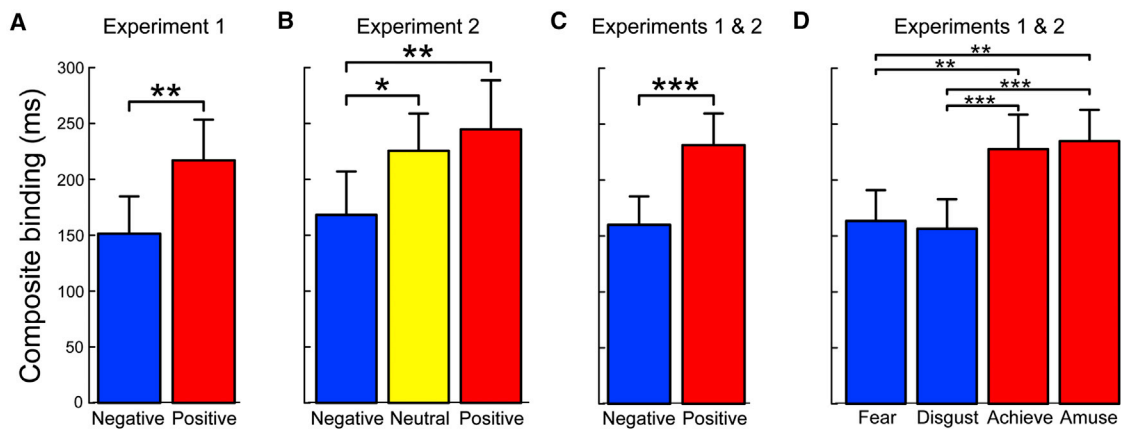 A Experiment 1
B Experiment 2
C Experiments 1 & 2
D Experiments 1 & 2
Composite binding (ms)
300
250
200
150
100
50
0
**
Negative Positive
**
*
Negative Neutral Positive
***
Negative Positive
**
**
***
***
Fear Disgust Achieve Amuse